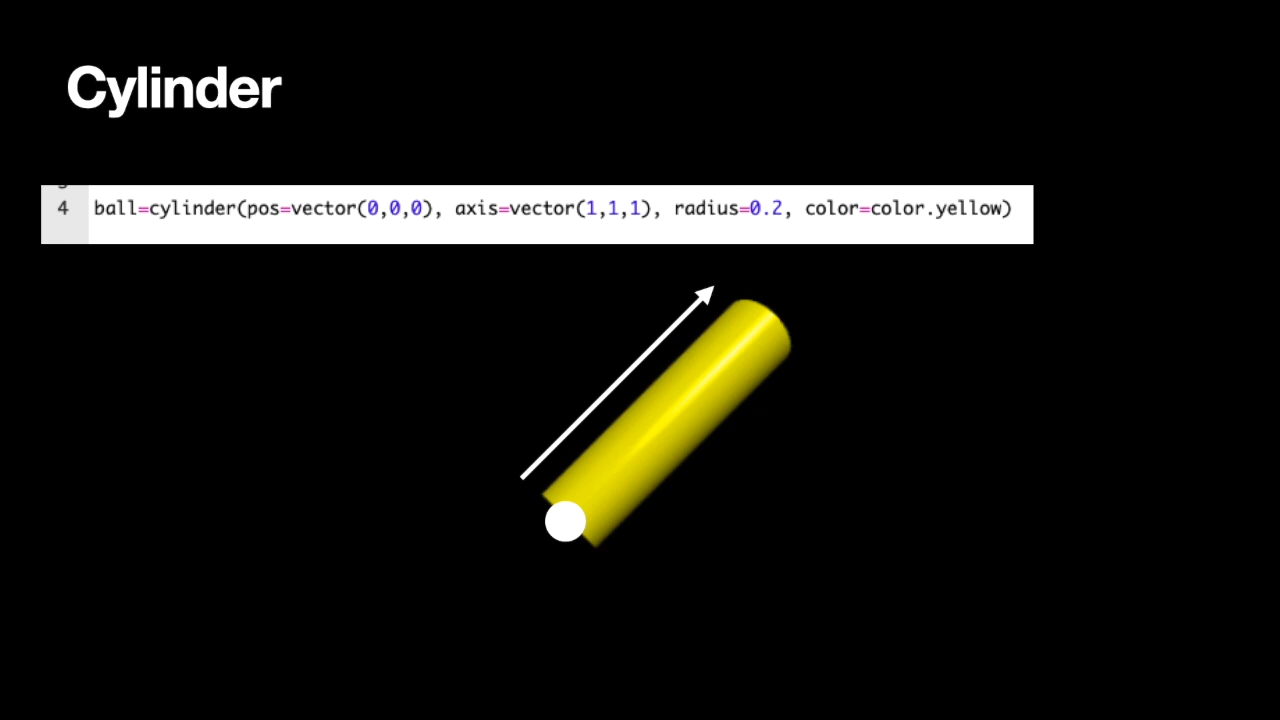 Cylinder
4 ball=cylinder(pos=vector(0,0,0), axis=vector(1,1,1), radius=0.2, color=color.yellow)